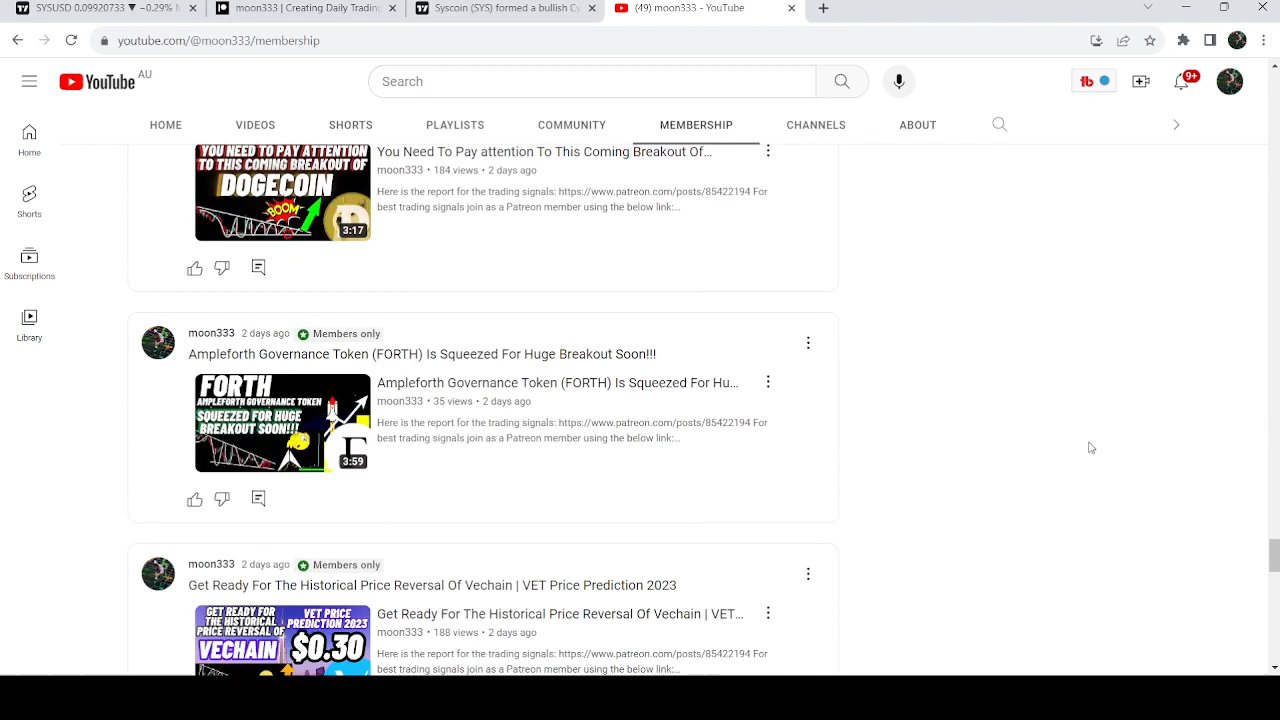 SYSUSD 0.09920733 ▼ −0.29%
moon333 | Creating Daily Trading
Syscoin (SYS) formed a bullish Cy
(49) moon333 - YouTube
youtube.com/@moon333/membership
YouTube AU
Search
9+
HOME VIDEOS SHORTS PLAYLISTS COMMUNITY MEMBERSHIP CHANNELS ABOUT
Home
Shorts
Subscriptions
Library
YOU NEED TO PAY ATTENTION
TO THIS COMING BREAKOUT OF
DOGECOIN
BOOM
3:17
You Need To Pay attention To This Coming Breakout Of…
moon333 • 184 views • 2 days ago
Here is the report for the trading signals: https://www.patreon.com/posts/85422194 For
best trading signals join as a Patreon member using the below link:…
moon333 2 days ago Members only
Ampleforth Governance Token (FORTH) Is Squeezed For Huge Breakout Soon!!!
FORTH
AMPLEFORTH GOVERNANCE TOKEN
SQUEEZED FOR HUGE
BREAKOUT SOON!!!
3:59
Ampleforth Governance Token (FORTH) Is Squeezed For Hu…
moon333 • 35 views • 2 days ago
Here is the report for the trading signals: https://www.patreon.com/posts/85422194 For
best trading signals join as a Patreon member using the below link:…
moon333 2 days ago Members only
Get Ready For The Historical Price Reversal Of Vechain | VET Price Prediction 2023
GET READY FOR
THE HISTORICAL
PRICE REVERSAL OF
VECHAIN
VET PRICE
PREDICTION 2023
$0.30
Get Ready For The Historical Price Reversal Of Vechain | VET…
moon333 • 188 views • 2 days ago
Here is the report for the trading signals: https://www.patreon.com/posts/85422194 For
best trading signals join as a Patreon member using the below link:…